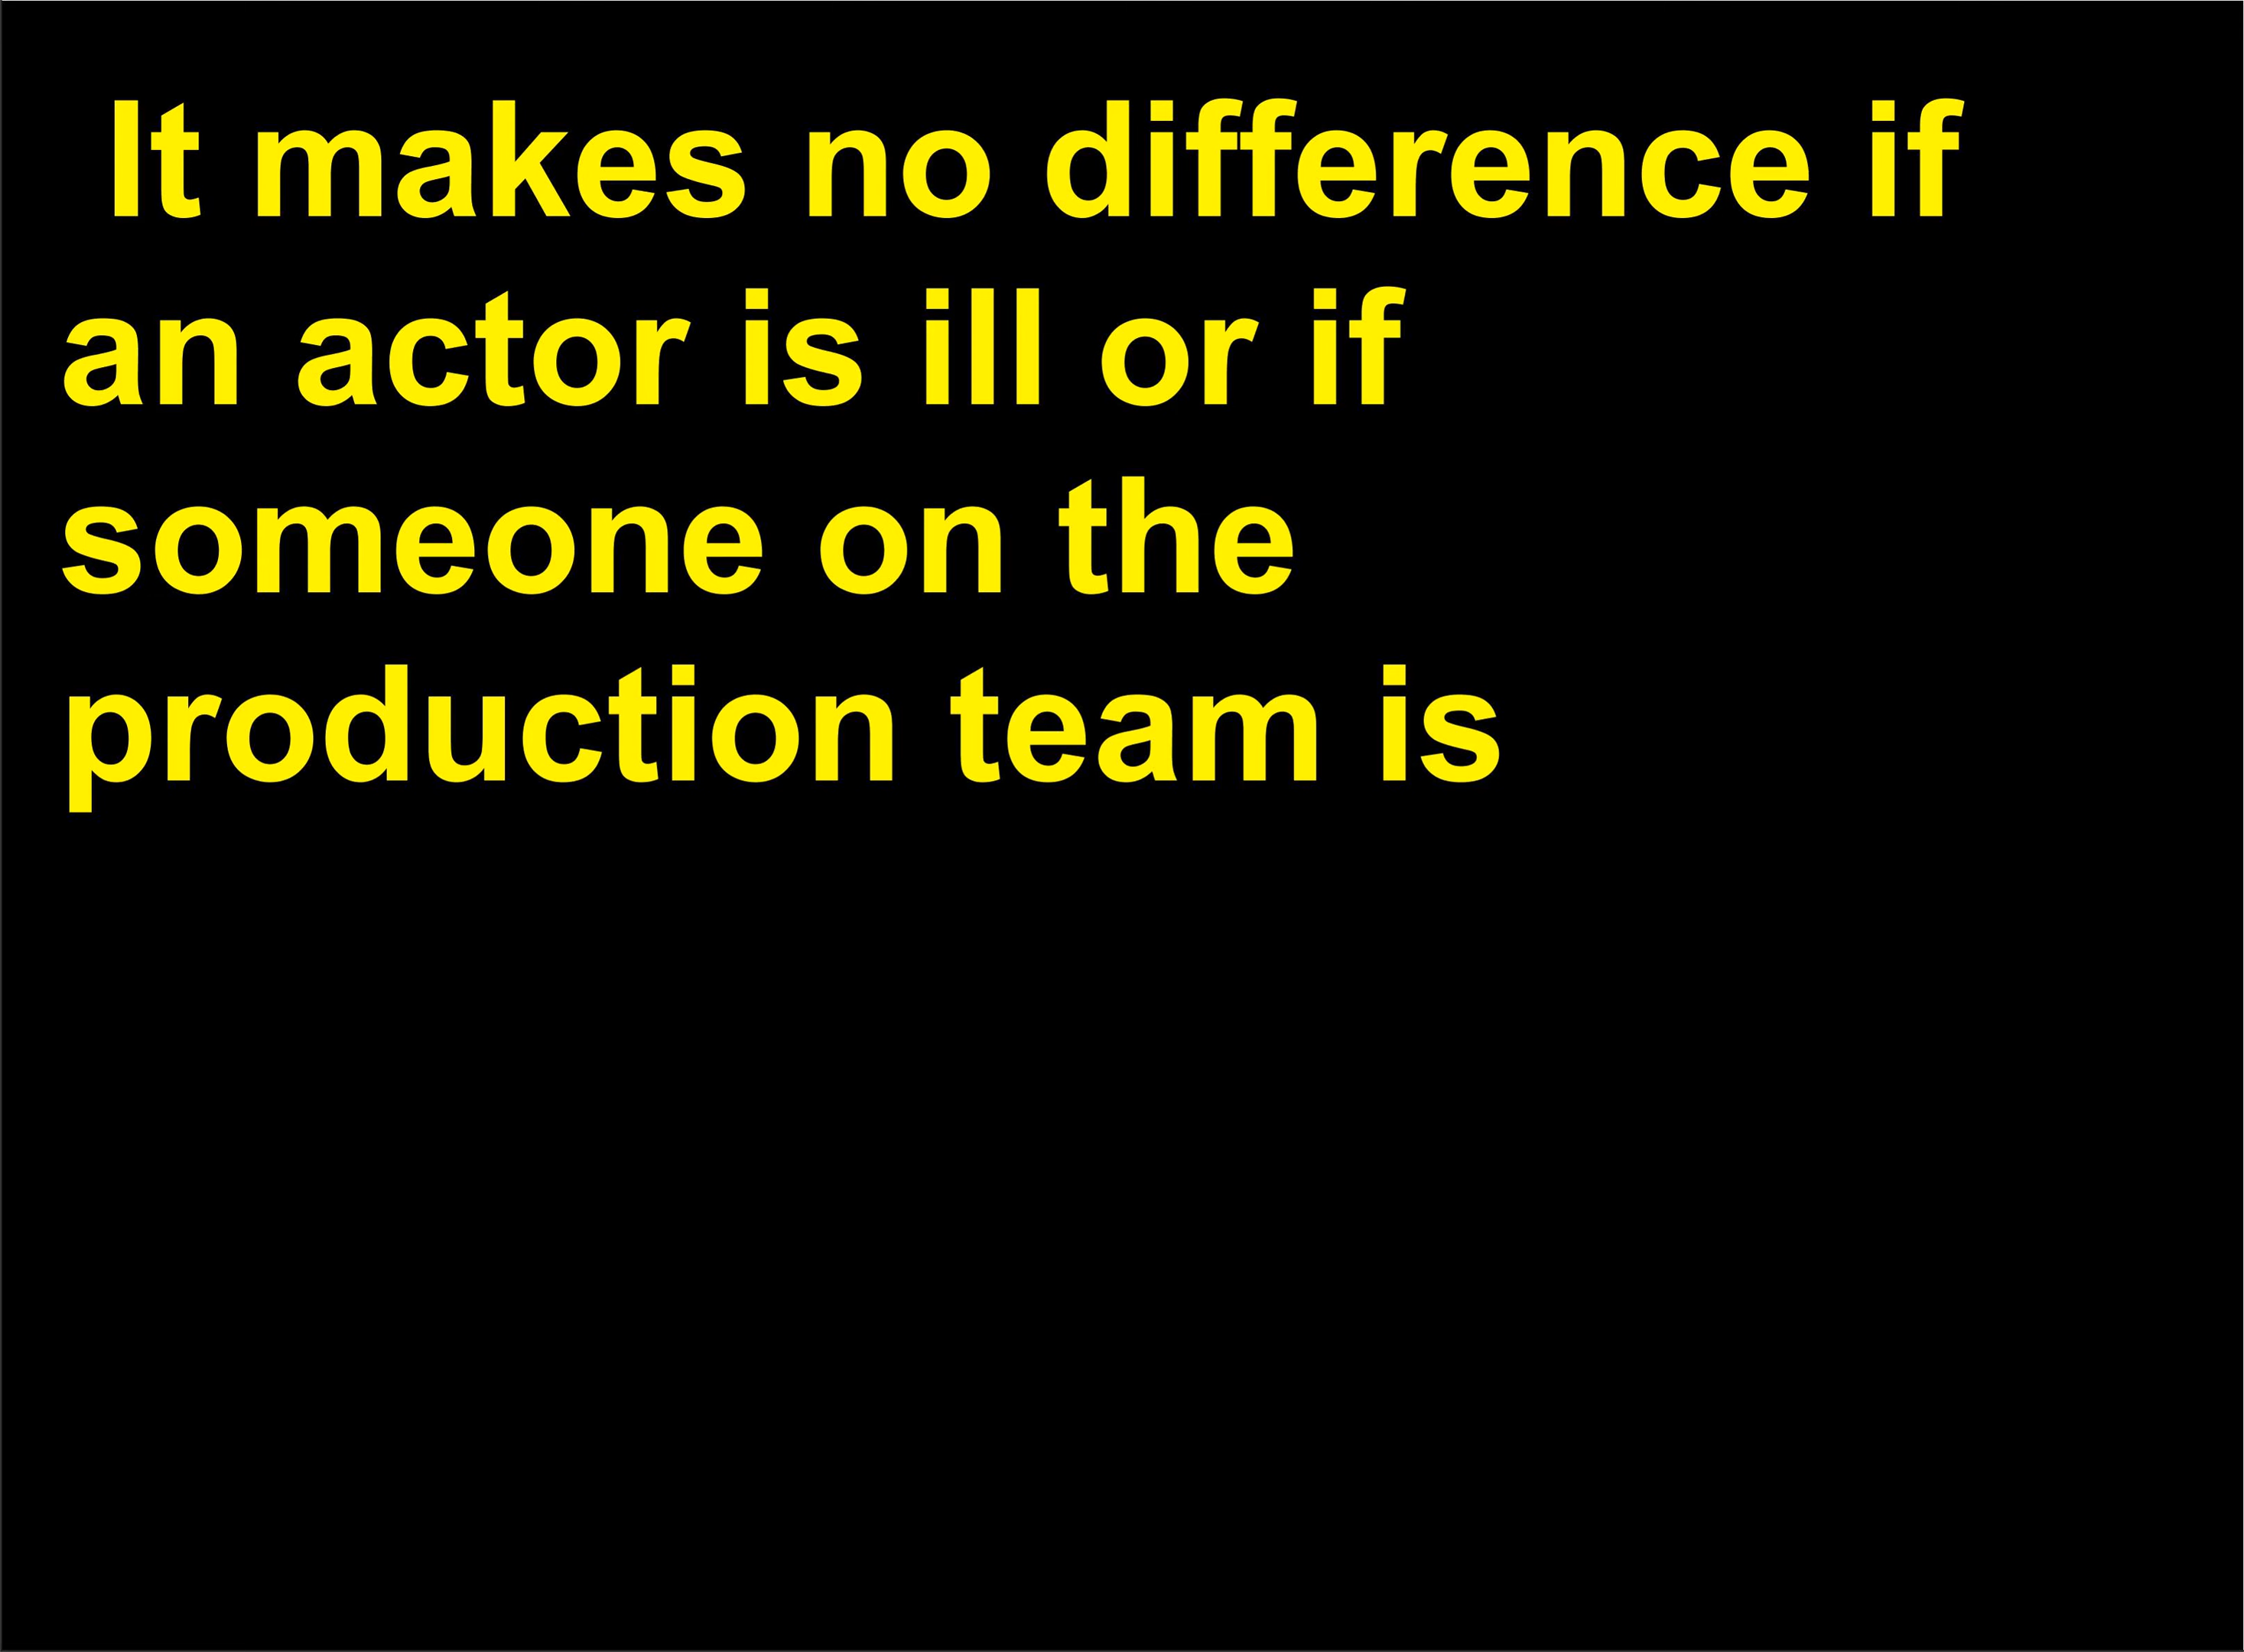 It makes no difference if
an actor is ill or if
someone on the
production team is